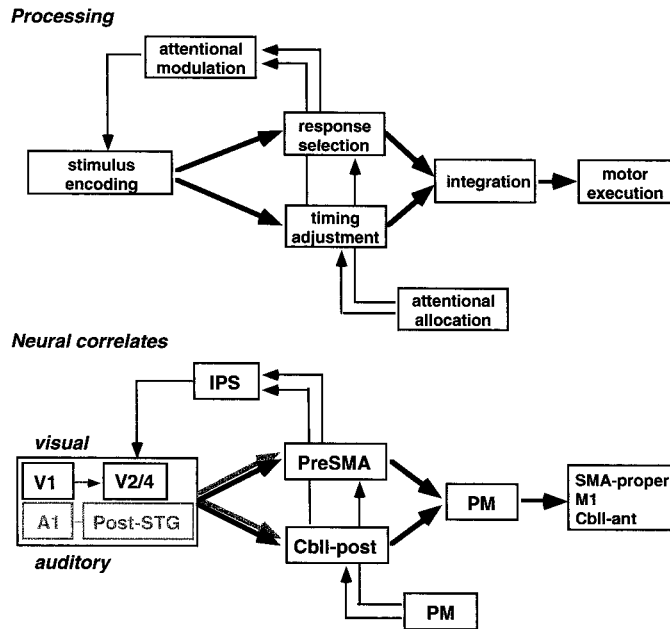 Processing
attentional
modulation
response
selection
stimulus
encoding
integration
motor
execution
timing
adjustment
attentional
allocation
Neural correlates
IPS
visual
PreSMA
V1
V2/4
SMA-proper
M1
Cbll-ant
PM
A1
Post-STG
Cbll-post
auditory
PM